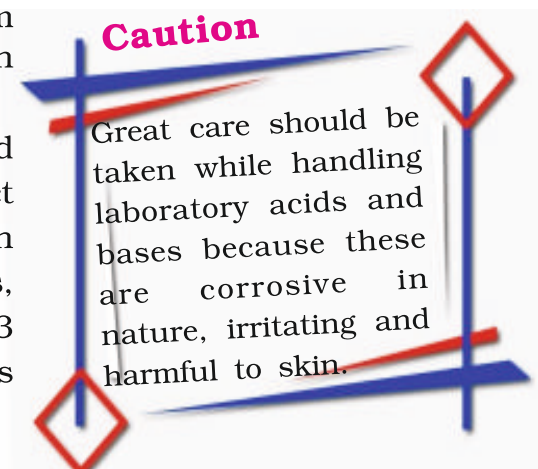 Caution
Great care should be
taken while handling
laboratory acids and
bases because these
are corrosive in
nature, irritating and
harmful to skin.